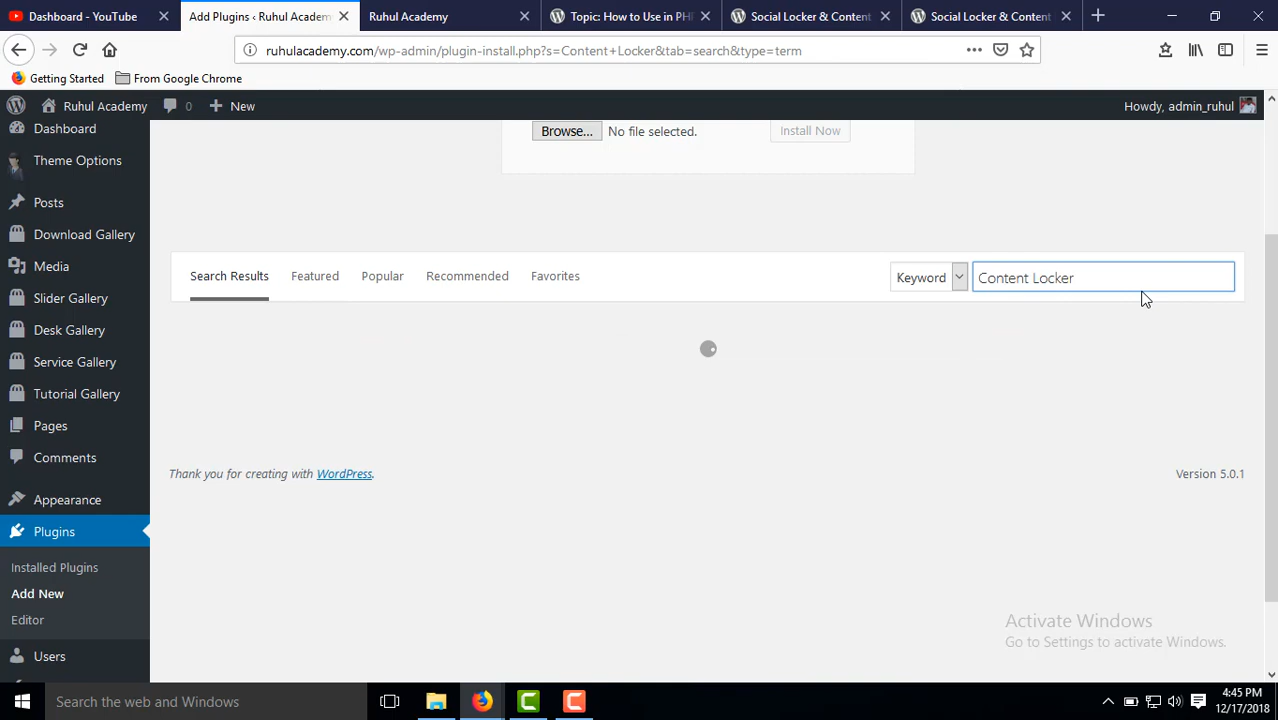 Dashboard - YouTube
Add Plugins ‹ Ruhul Academ
Ruhul Academy
Topic: How to Use in PH
Social Locker & Content
Social Locker & Content
ruhulacademy.com/wp-admin/plugin-install.php?s=Content+Locker&tab=search&type=term
Getting Started
From Google Chrome
Ruhul Academy
0
New
Howdy, admin_ruhul
Dashboard
Theme Options
Posts
Download Gallery
Media
Slider Gallery
Desk Gallery
Service Gallery
Tutorial Gallery
Pages
Comments
Appearance
Plugins
Installed Plugins
Add New
Editor
Users
Browse... No file selected.
Install Now
Search Results
Featured
Popular
Recommended
Favorites
Keyword
Content Locker
Thank you for creating with WordPress.
Version 5.0.1
Activate Windows
Go to Settings to activate Windows.
Search the web and Windows
4:45 PM
12/17/2018